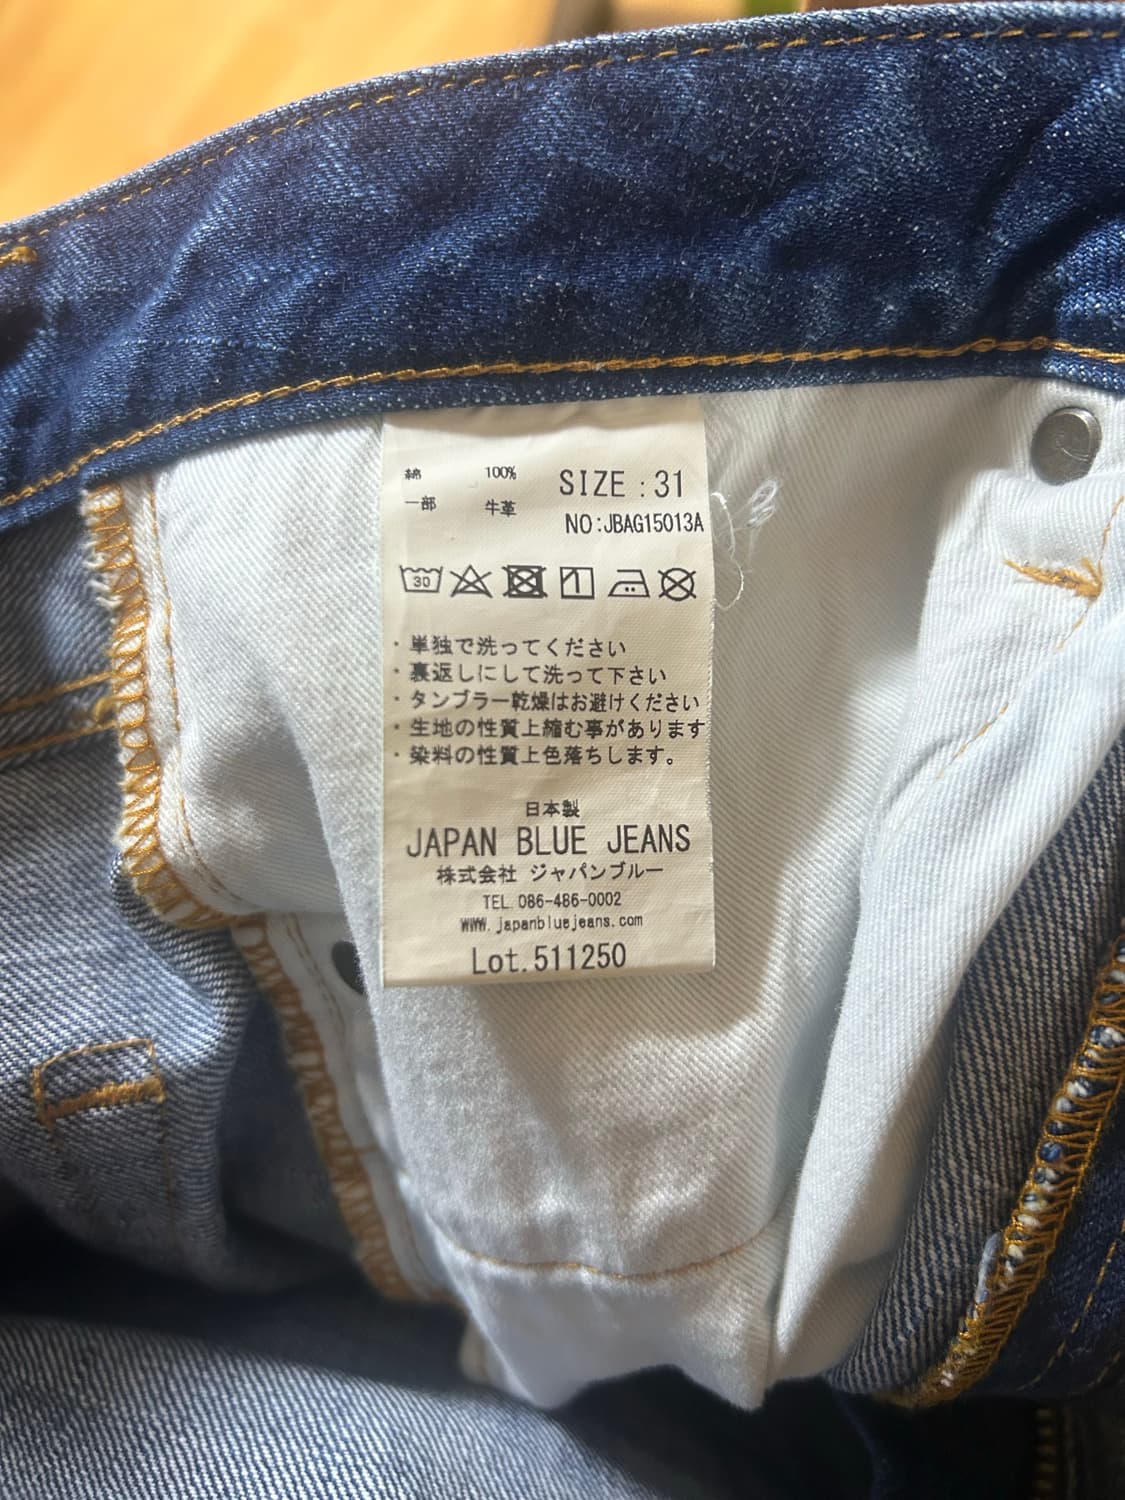 綿 100%
一部 牛革
SIZE : 31
NO:JBAG15013A
30
・単独で洗ってください
・裏返しにして洗って下さい
・タンブラー乾燥はお避けください
・生地の性質上縮む事があります
・染料の性質上色落ちします。
日本製
JAPAN BLUE JEANS
株式会社 ジャパンブルー
TEL 086-486-0002
www.japanbluejeans.com
Lot.511250